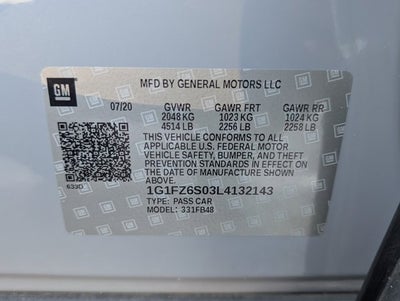 GM
MFD BY GENERAL MOTORS LLC
07/20 GVWR GAWR FRT GAWR RR
2048 KG 1023 KG 1024 KG
4514 LB 2256 LB 2258 LB
THIS VEHICLE CONFORMS TO ALL
APPLICABLE U.S. FEDERAL MOTOR
VEHICLE SAFETY, BUMPER, AND THEFT
PREVENTION STANDARDS IN EFFECT ON
THE DATE OF MANUFACTURE SHOWN
ABOVE.
1G1FZ6S03L4132143
TYPE: PASS CAR
MODEL: 331FB48